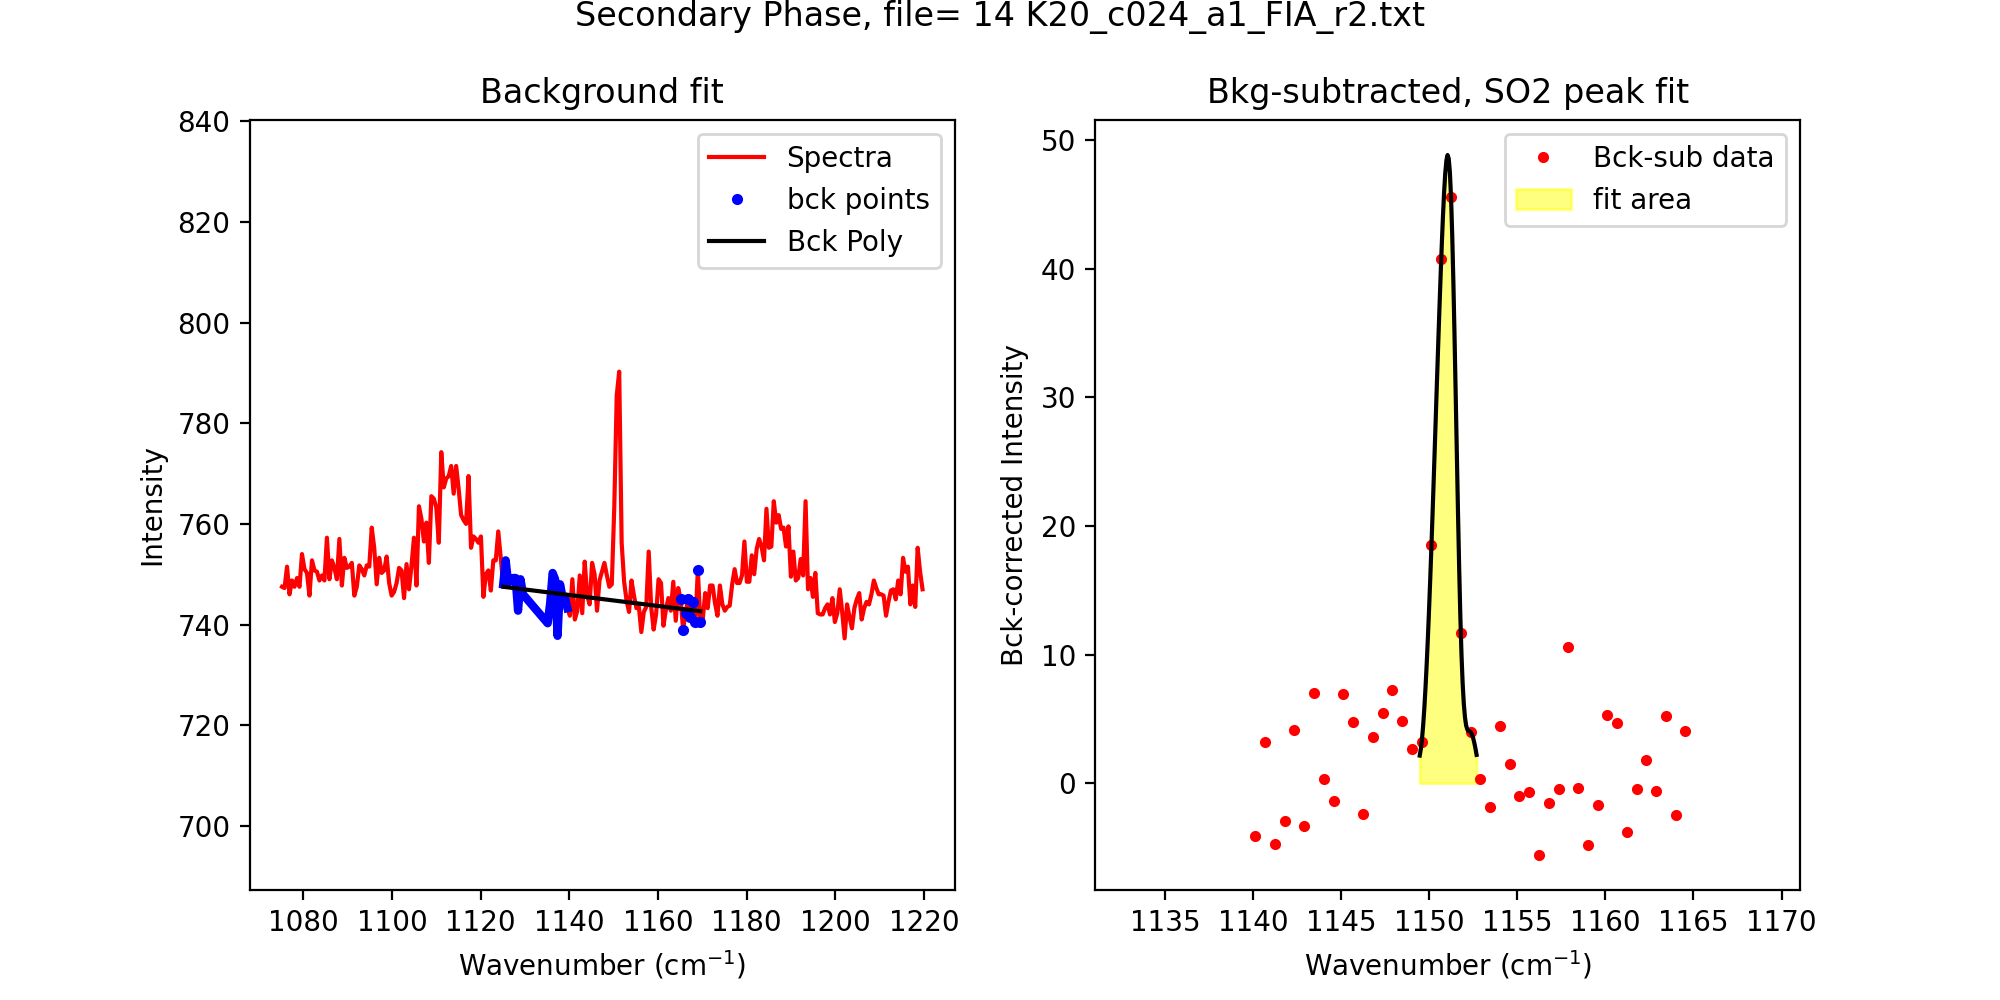 Secondary Phase, file= 14 K20_c024_a1_FIA_r2.txt
Background fit
840
820
800
780
760
740
720
700
Intensity
Spectra
bck points
Bck Poly
1080 1100 1120 1140 1160 1180 1200 1220
Wavenumber (cm⁻¹)
Bkg-subtracted, SO2 peak fit
50
40
30
20
10
0
Bck-corrected Intensity
Bck-sub data
fit area
1135 1140 1145 1150 1155 1160 1165 1170
Wavenumber (cm⁻¹)